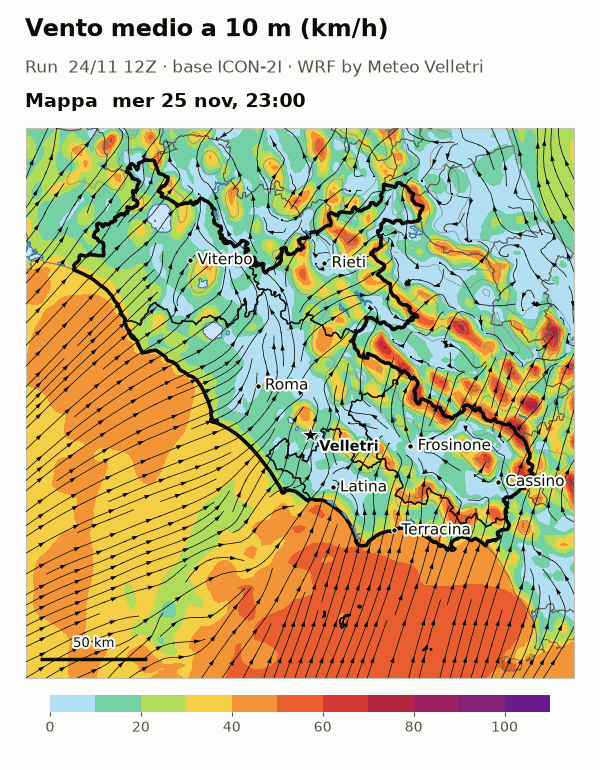 Vento medio a 10 m (km/h)
Run  24/11 12Z · base ICON-2I · WRF by Meteo Velletri
Mappa  mer 25 nov, 23:00
Viterbo
Rieti
Roma
Velletri
Frosinone
Latina
Cassino
Terracina
50 km
0 20 40 60 80 100